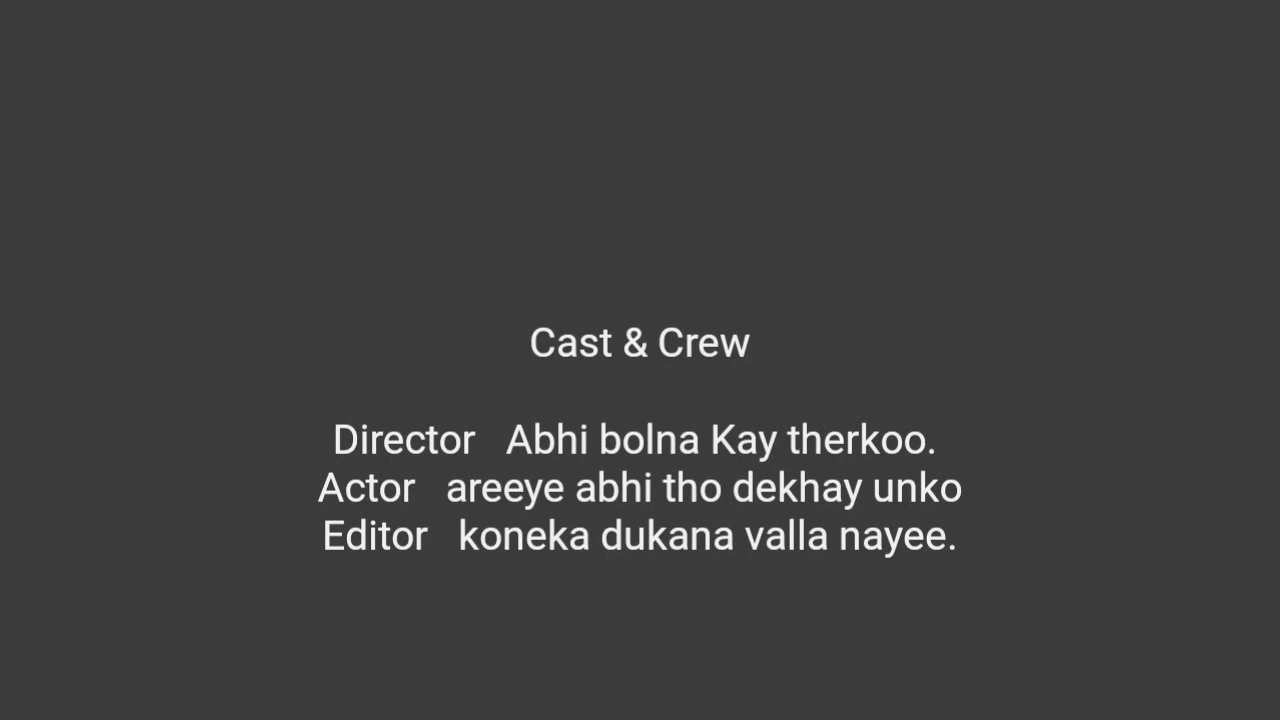 Cast & Crew
Director Abhi bolna Kay therkoo.
Actor areeye abhi tho dekhay unko
Editor koneka dukana valla nayee.